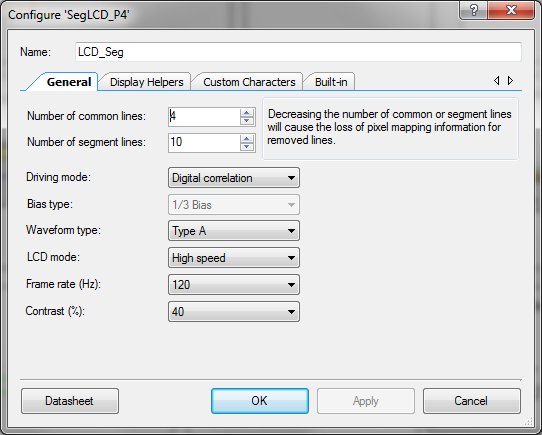 Configure 'SegLCD_P4'
Name: LCD_Seg
General Display Helpers Custom Characters Built-in
Number of common lines: 4
Number of segment lines: 10
Decreasing the number of common or segment lines
will cause the loss of pixel mapping information for
removed lines.
Driving mode: Digital correlation
Bias type: 1/3 Bias
Waveform type: Type A
LCD mode: High speed
Frame rate (Hz): 120
Contrast (%): 40
Datasheet OK Apply Cancel